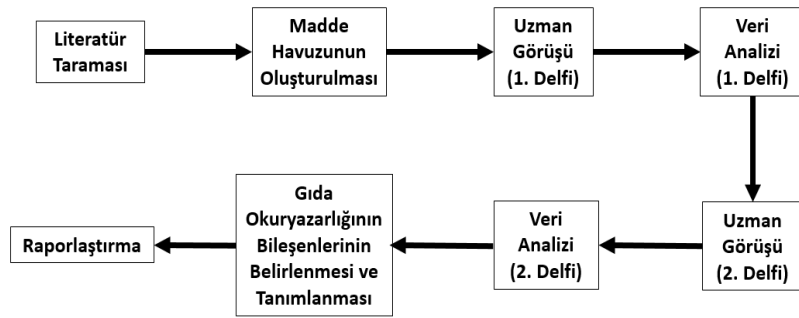 Literatür
Taraması
Madde
Havuzunun
Oluşturulması
Uzman
Görüşü
(1. Delfi)
Veri
Analizi
(1. Delfi)
Uzman
Görüşü
(2. Delfi)
Veri
Analizi
(2. Delfi)
Gıda
Okuryazarlığının
Bileşenlerinin
Belirlenmesi ve
Tanımlanması
Raporlaştırma